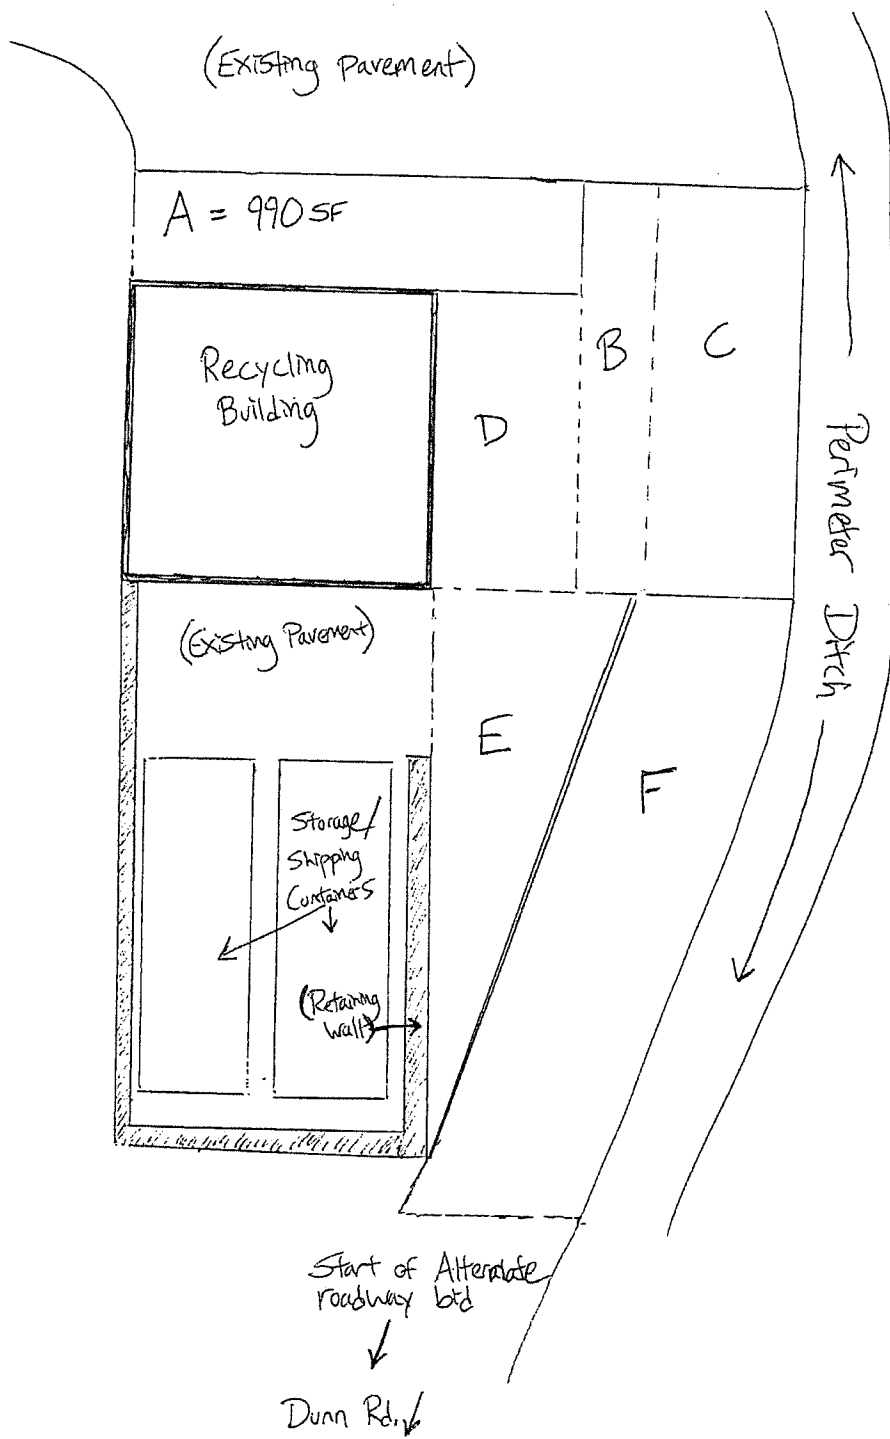 (Existing pavement)
A = 990 SF
Recycling
Building
B
C
D
Perimeter Ditch
(Existing Pavement)
E
F
Storage/
Shipping
Containers
(Retaining
Wall)
Start of Alternate
roadway bid
Dunn Rd.